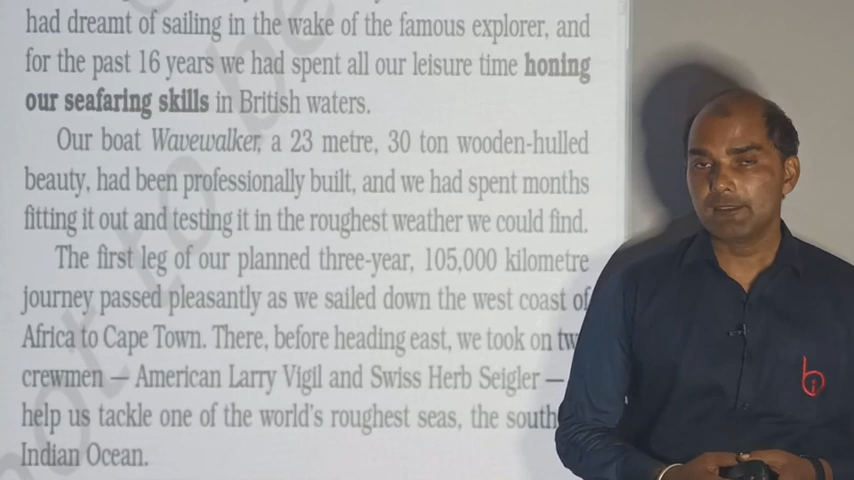 had dreamt of sailing in the wake of the famous explorer, and
for the past 16 years we had spent all our leisure time honing
our seafaring skills in British waters.
Our boat Wavewalker, a 23 metre, 30 ton wooden-hulled
beauty, had been professionally built, and we had spent months
fitting it out and testing it in the roughest weather we could find.
The first leg of our planned three-year, 105,000 kilometre
journey passed pleasantly as we sailed down the west coast of
Africa to Cape Town. There, before heading east, we took on tw
crewmen — American Larry Vigil and Swiss Herb Seigler —
help us tackle one of the world's roughest seas, the south
Indian Ocean.
not to be